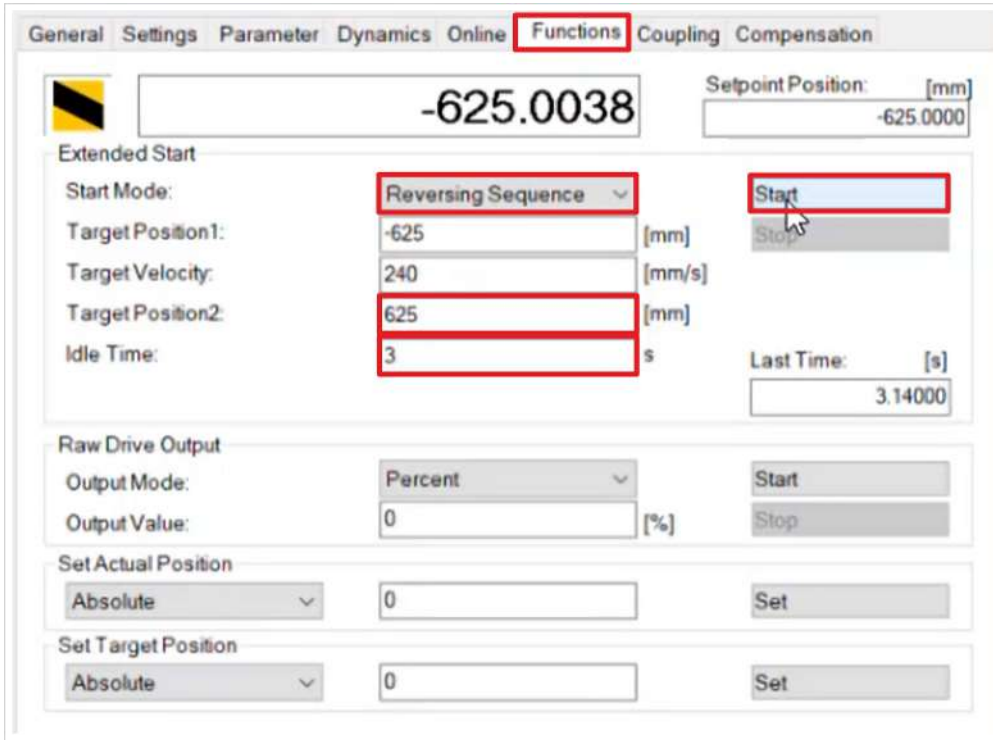 General Settings Parameter Dynamics Online Functions Coupling Compensation
-625.0038
Setpoint Position: [mm]
-625.0000
Extended Start
Start Mode: Reversing Sequence Start
Target Position1: -625 [mm] Stop
Target Velocity: 240 [mm/s]
Target Position2: 625 [mm]
Idle Time: 3 s
Last Time: [s]
3.14000
Raw Drive Output
Output Mode: Percent Start
Output Value: 0 [%] Stop
Set Actual Position
Absolute 0 Set
Set Target Position
Absolute 0 Set